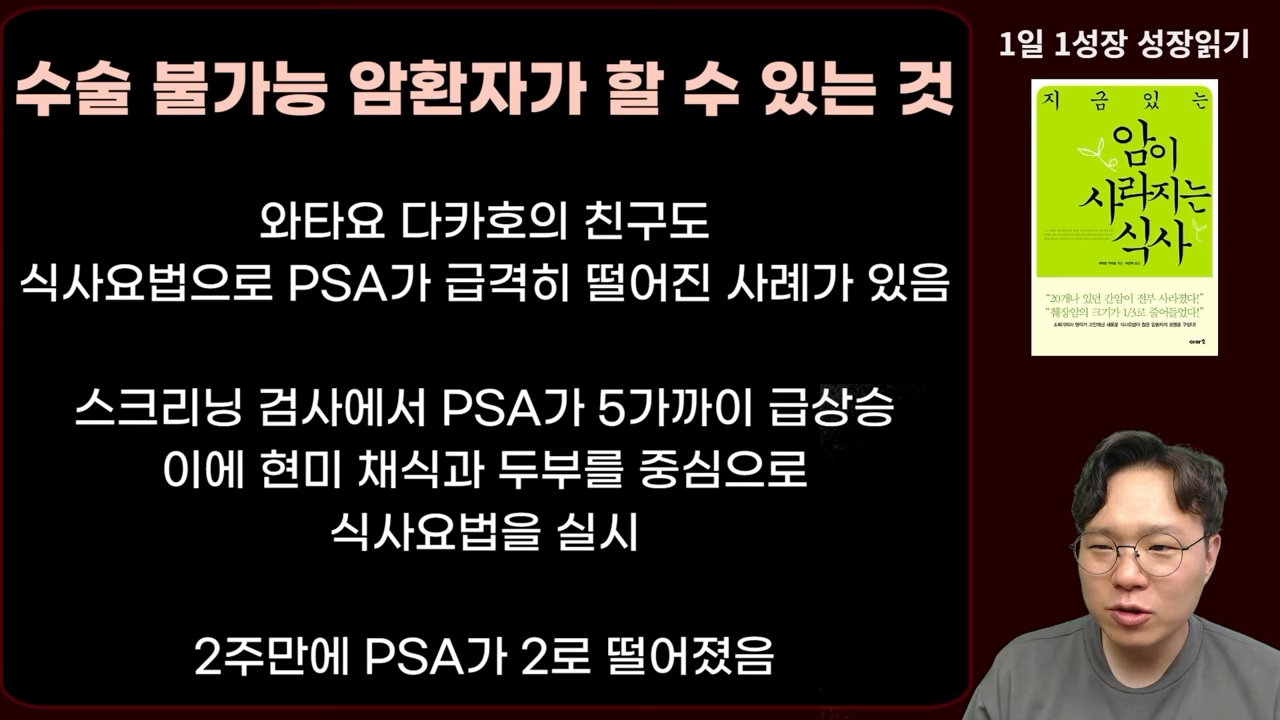 수술 불가능 암환자가 할 수 있는 것
와타요 다카호의 친구도
식사요법으로 PSA가 급격히 떨어진 사례가 있음
스크리닝 검사에서 PSA가 5가까이 급상승
이에 현미 채식과 두부를 중심으로
식사요법을 실시
2주만에 PSA가 2로 떨어졌음
1일 1성장 성장읽기
지금있는
암이
사라지는
식사
“20개나 있던 간암이 전부 사라졌다!”
“췌장암의 크기가 1/3로 줄어들었다!”